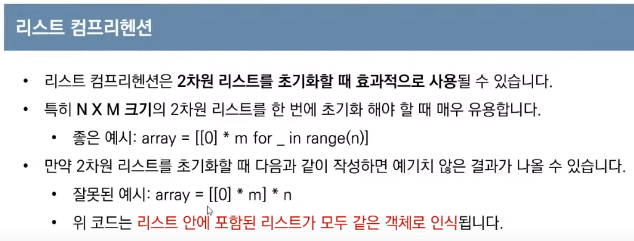 리스트 컴프리헨션
• 리스트 컴프리헨션은 2차원 리스트를 초기화할 때 효과적으로 사용될 수 있습니다.
• 특히 N X M 크기의 2차원 리스트를 한 번에 초기화 해야 할 때 매우 유용합니다.
• 좋은 예시: array = [[0] * m for _ in range(n)]
• 만약 2차원 리스트를 초기화할 때 다음과 같이 작성하면 예기치 않은 결과가 나올 수 있습니다.
• 잘못된 예시: array = [[0] * m] * n
• 위 코드는 리스트 안에 포함된 리스트가 모두 같은 객체로 인식됩니다.